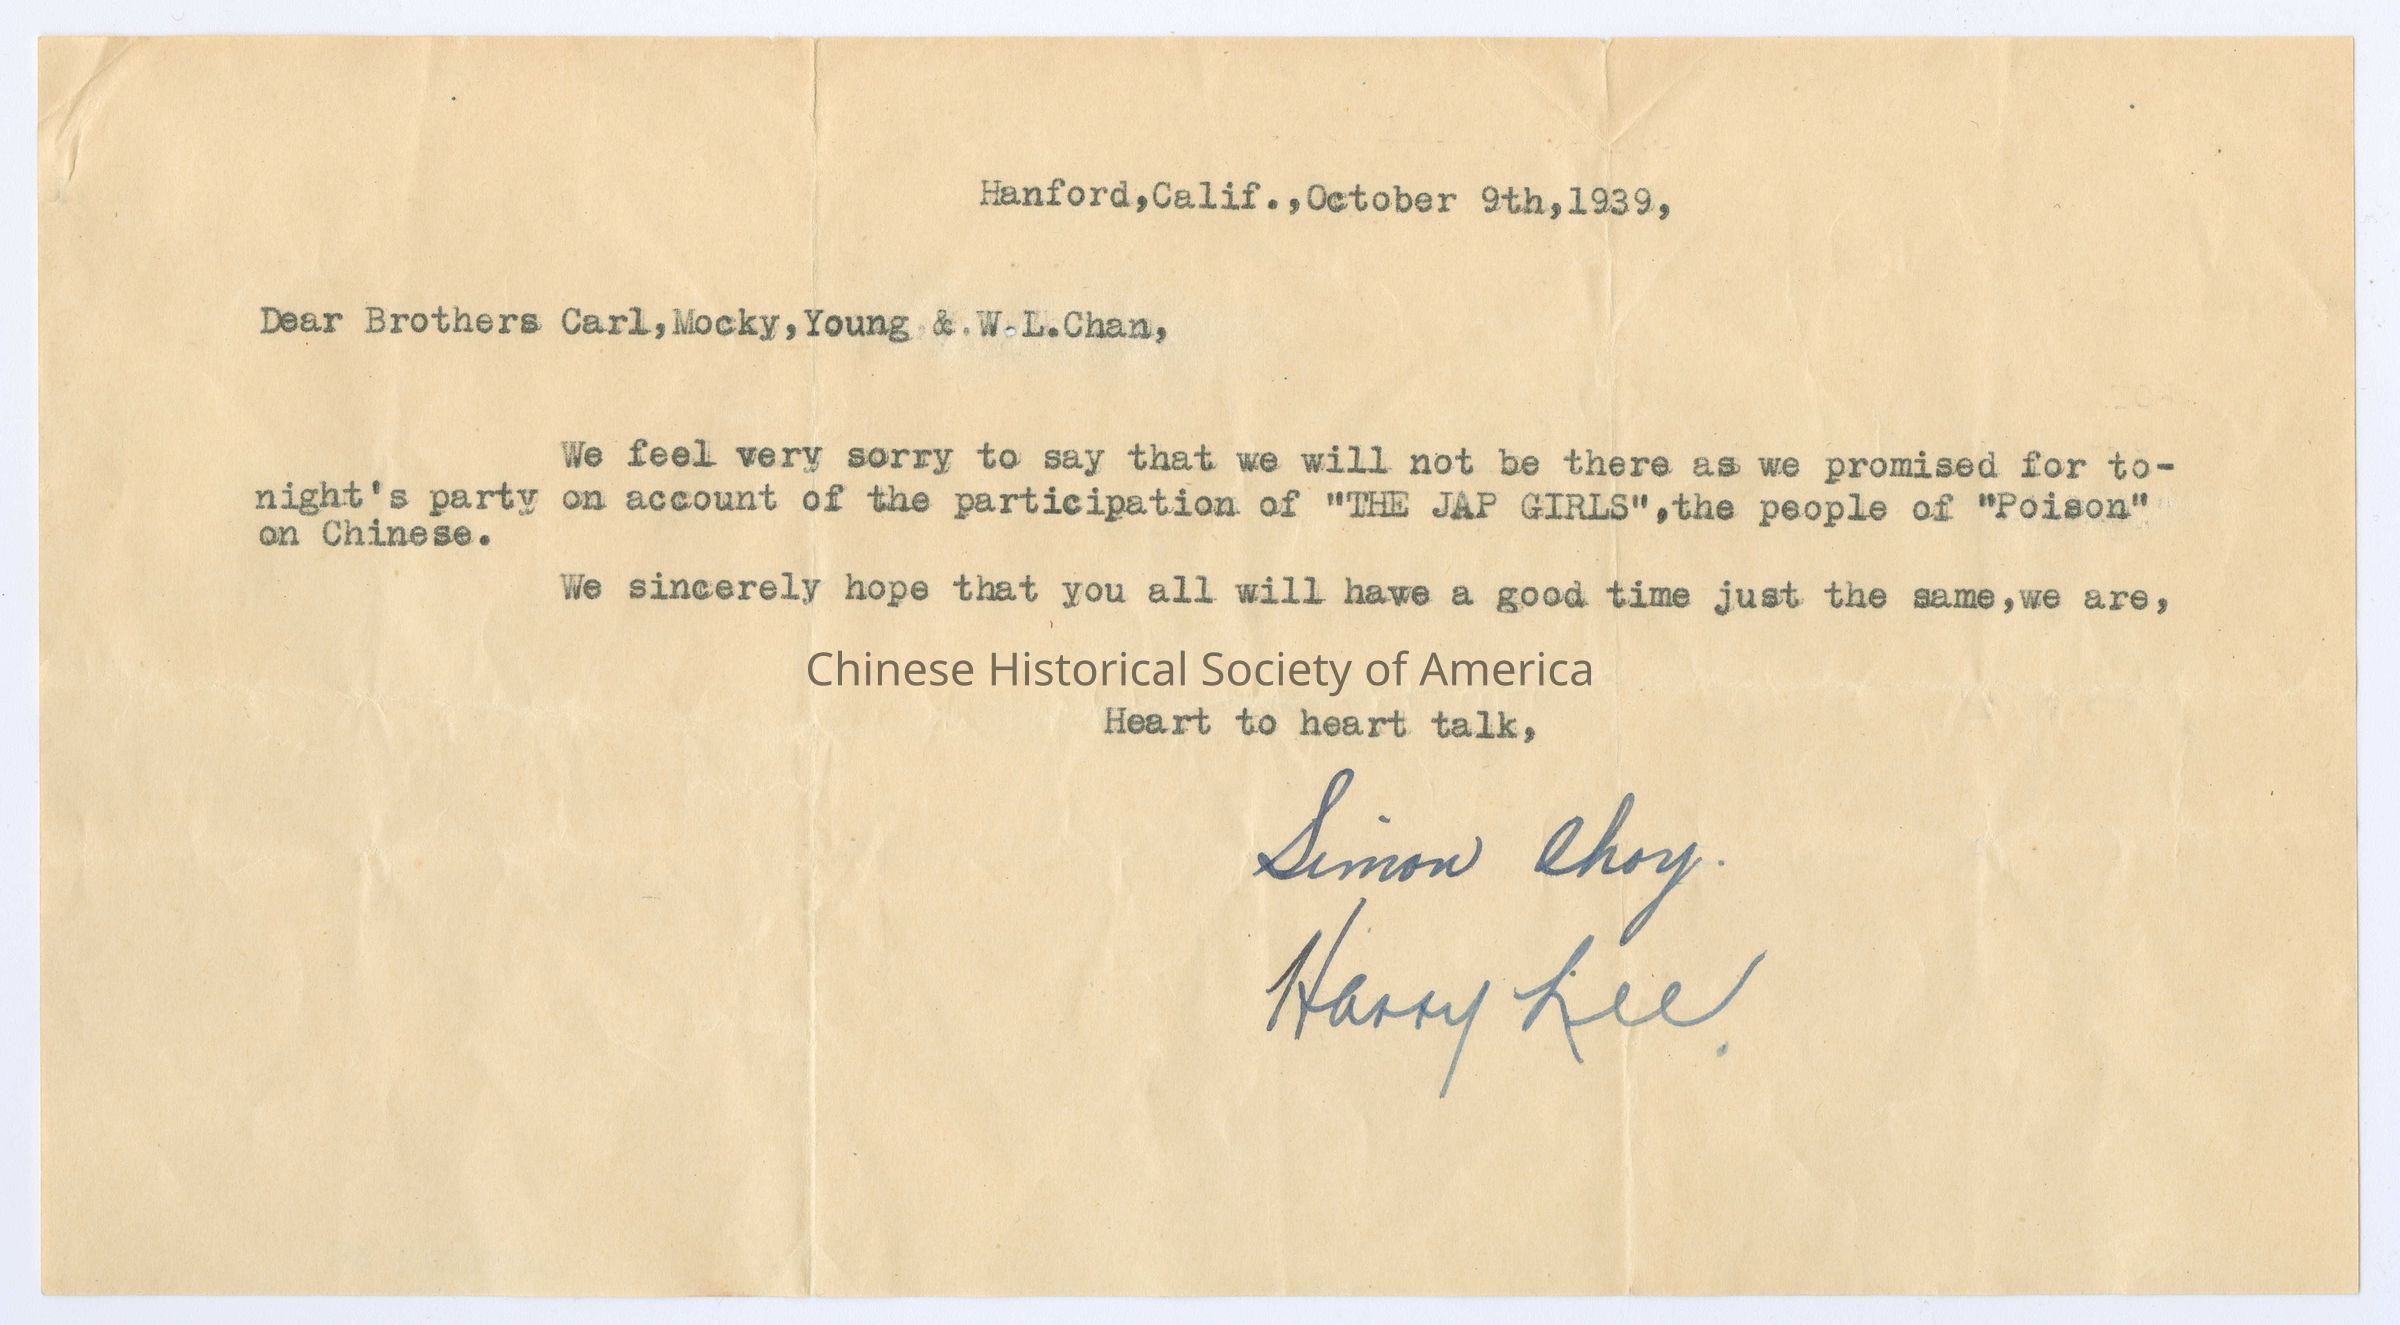 Hanford,Calif.,October 9th,1939,
Dear Brothers Carl,Mocky,Young & W.L.Chan,
We feel very sorry to say that we will not be there as we promised for to-
night's party on account of the participation of "THE JAP GIRLS",the people of "Poison"
on Chinese.
We sincerely hope that you all will have a good time just the same,we are,
Chinese Historical Society of America
Heart to heart talk,
Simon Choy.
Harry Lee.